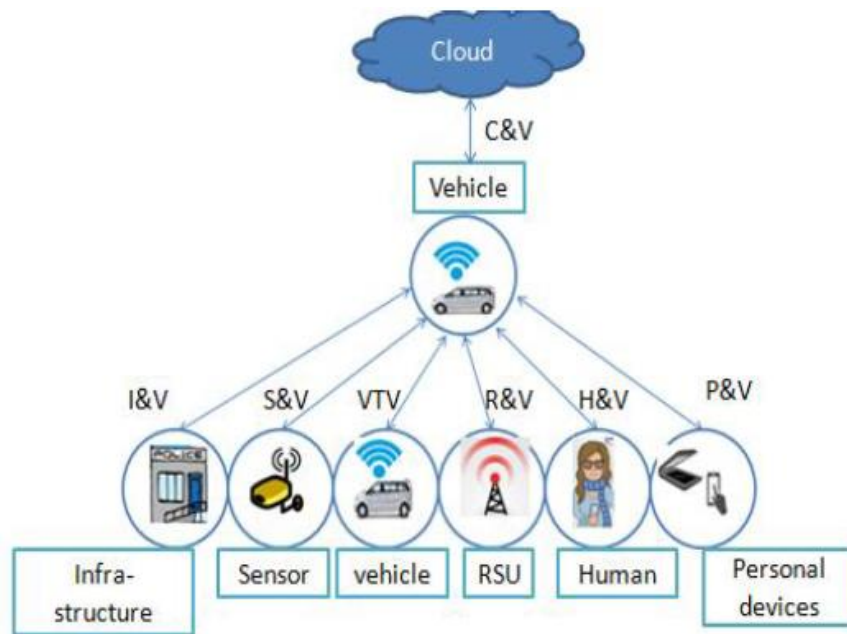 Cloud
C&V
Vehicle
I&V
S&V
VTV
R&V
H&V
P&V
POLICE
Infra-
structure
Sensor
vehicle
RSU
Human
Personal
devices